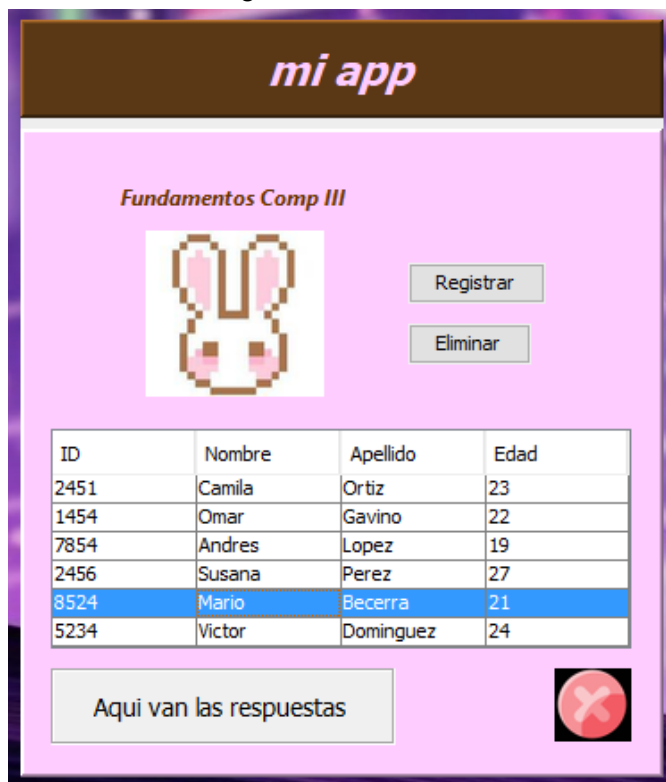 mi app
Fundamentos Comp III
Registrar
Eliminar
ID Nombre Apellido Edad
2451 Camila Ortiz 23
1454 Omar Gavino 22
7854 Andres Lopez 19
2456 Susana Perez 27
8524 Mario Becerra 21
5234 Victor Dominguez 24
Aqui van las respuestas